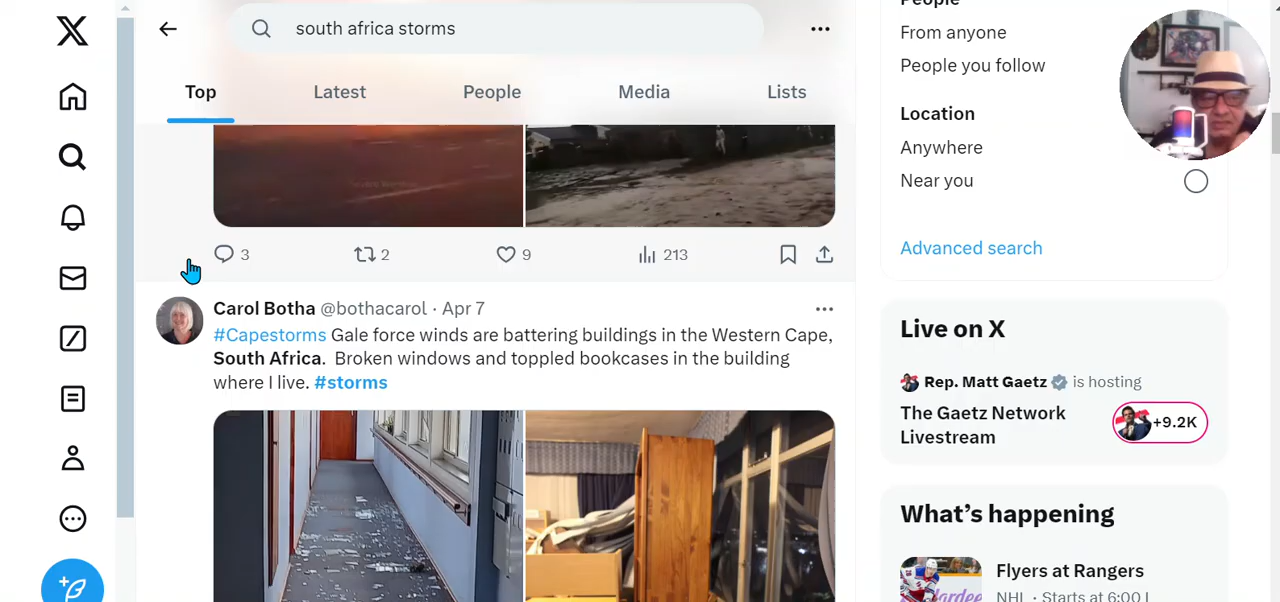 south africa storms
Top
Latest
People
Media
Lists
3
2
9
213
Carol Botha @bothacarol · Apr 7
#Capestorms Gale force winds are battering buildings in the Western Cape,
South Africa. Broken windows and toppled bookcases in the building
where I live. #storms
People
From anyone
People you follow
Location
Anywhere
Near you
Advanced search
Live on X
Rep. Matt Gaetz is hosting
The Gaetz Network
Livestream
+9.2K
What's happening
Flyers at Rangers
NHL · Starts at 6:00